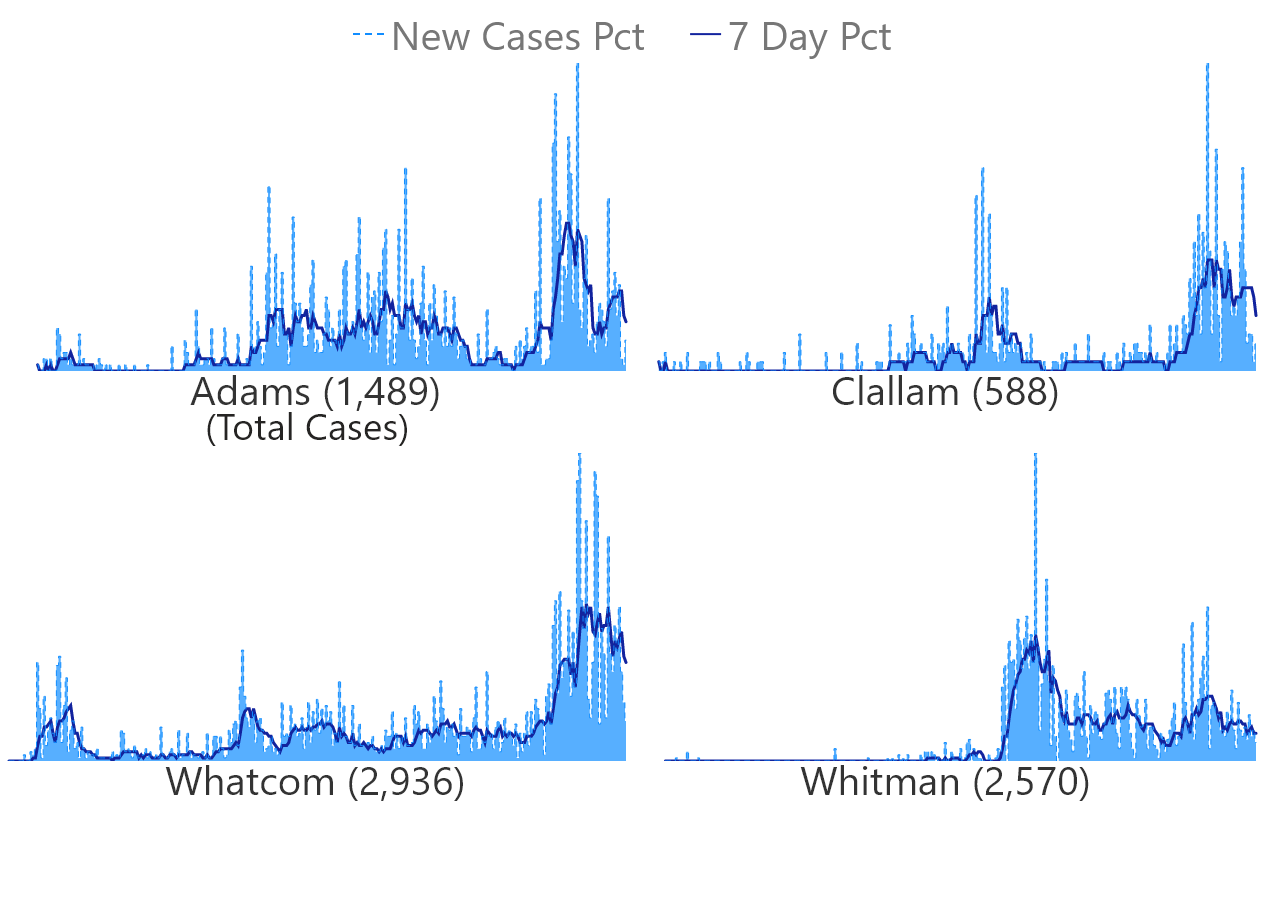 New Cases Pct 7 Day Pct
Adams (1,489) Clallam (588)
(Total Cases)
Whatcom (2,936) Whitman (2,570)